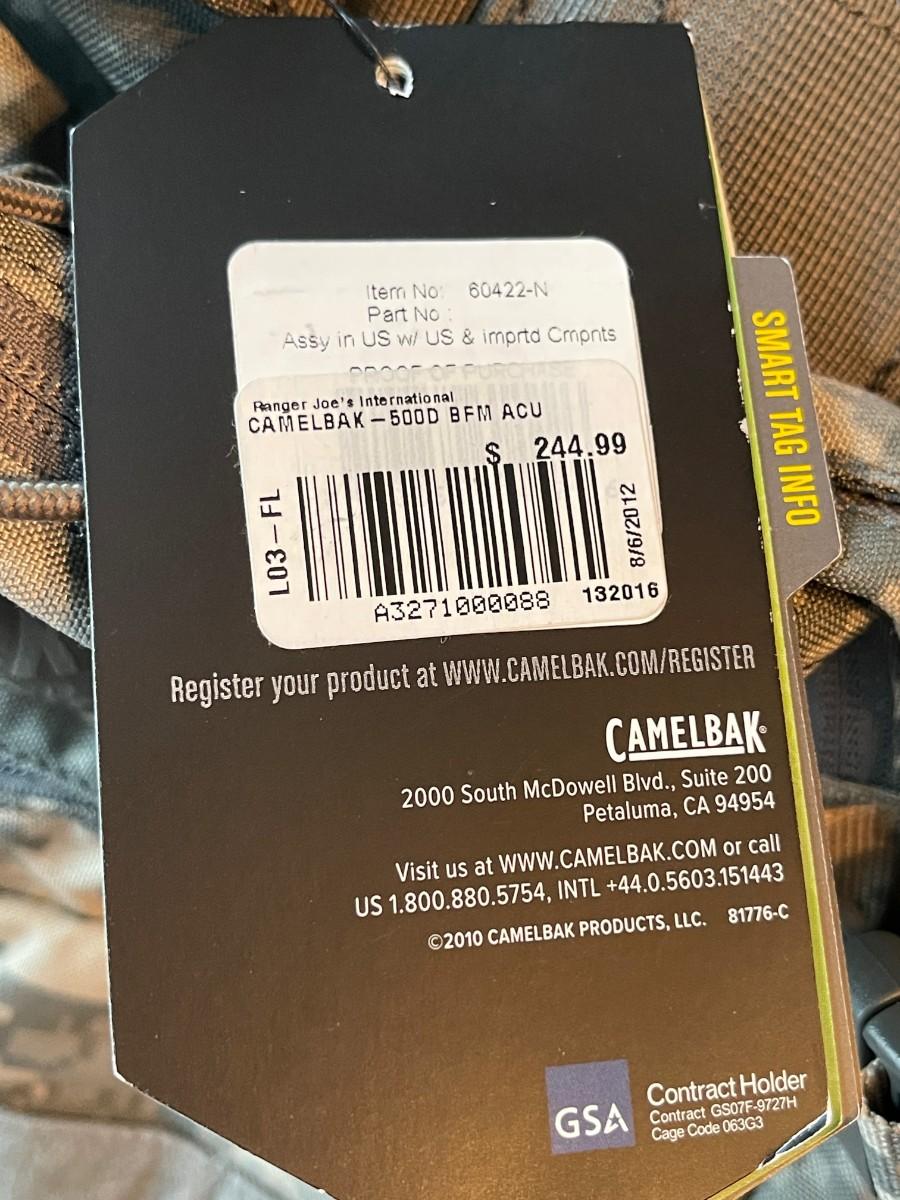 Item No: 60422-N
Part No :
Assy in US w/ US & imprtd Cmpnts
PROOF OF PURCHASE
Ranger Joe's International
CAMELBAK-500D BFM ACU
$ 244.99
L03-FL
8/6/2012
A3271000088
132016
SMART TAG INFO
Register your product at WWW.CAMELBAK.COM/REGISTER
CAMELBAK®
2000 South McDowell Blvd., Suite 200
Petaluma, CA 94954
Visit us at WWW.CAMELBAK.COM or call
US 1.800.880.5754, INTL +44.0.5603.151443
©2010 CAMELBAK PRODUCTS, LLC. 81776-C
GSA
Contract Holder
Contract GS07F-9727H
Cage Code 063G3